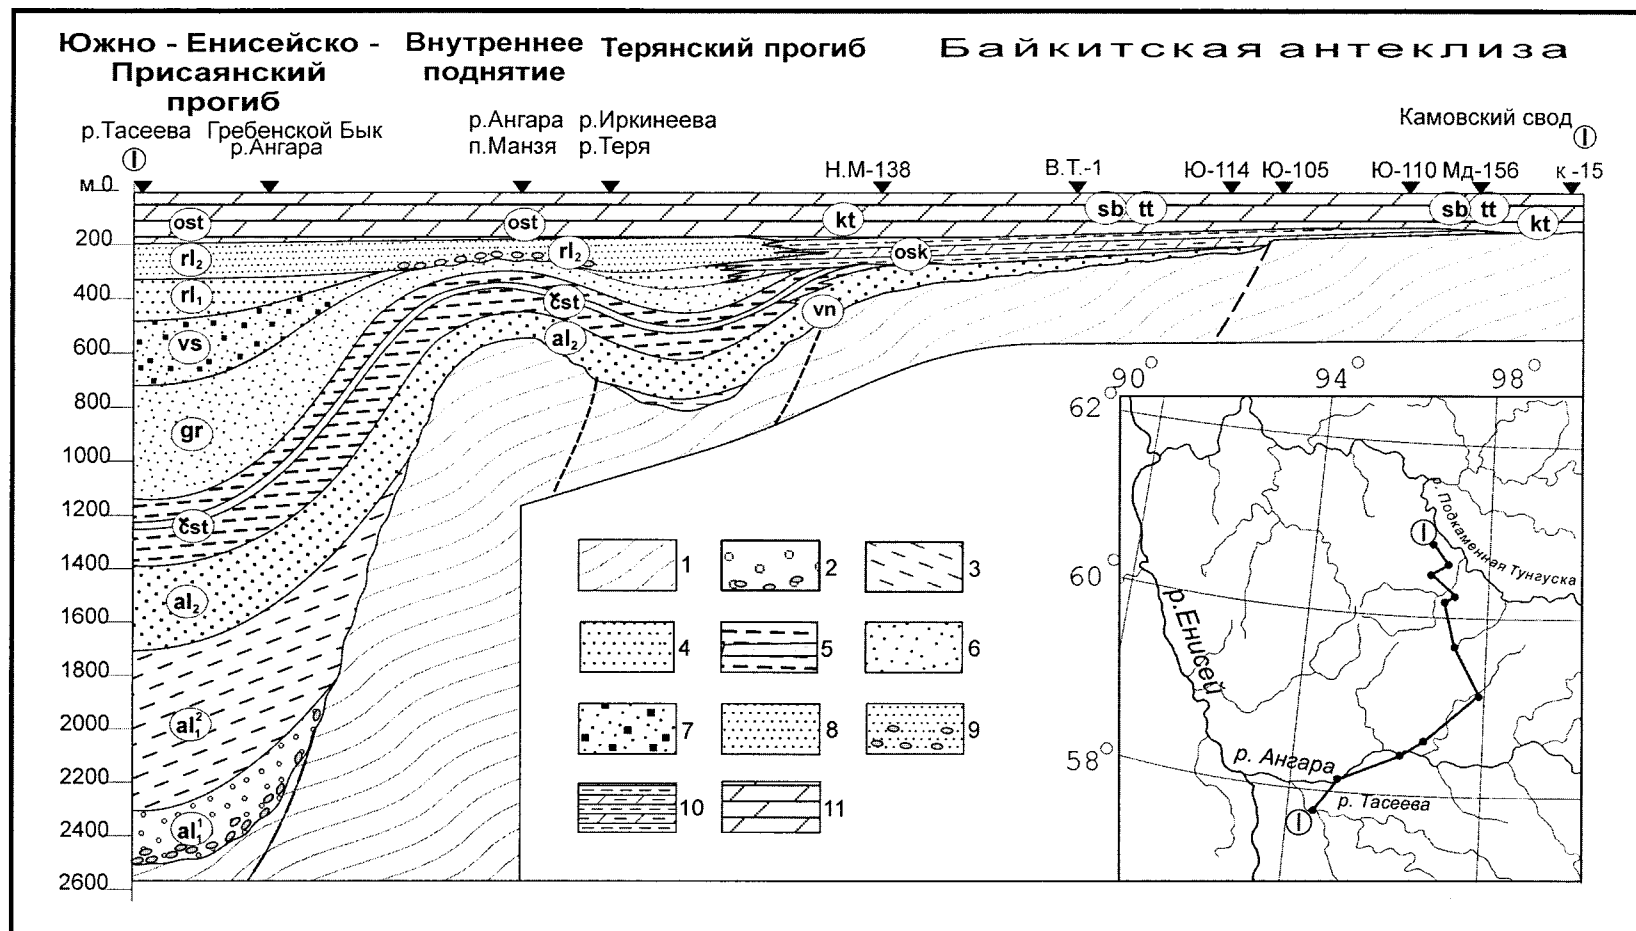 Южно - Енисейско -
Присаянский
прогиб
Внутреннее
поднятие
Терянский прогиб
Байкитская антеклиза
р.Тасеева
Гребенской Бык
р.Ангара
р.Ангара
п.Манзя
р.Иркинеева
р.Теря
Камовский свод
I
I
Н.М-138
В.Т.-1
Ю-114
Ю-105
Ю-110
Мд-156
к -15
м.0
200
400
600
800
1000
1200
1400
1600
1800
2000
2200
2400
2600
ost
ost
kt
sb
tt
sb
tt
kt
rl₂
rl₂
osk
rl₁
čst
vn
vs
al₂
gr
čst
al₂
al₁²
al₁¹
1
2
3
4
5
6
7
8
9
10
11
90°
94°
98°
62°
60°
58°
р. Подкаменная Тунгуска
р.Енисей
р. Ангара
р. Тасеева
I
I